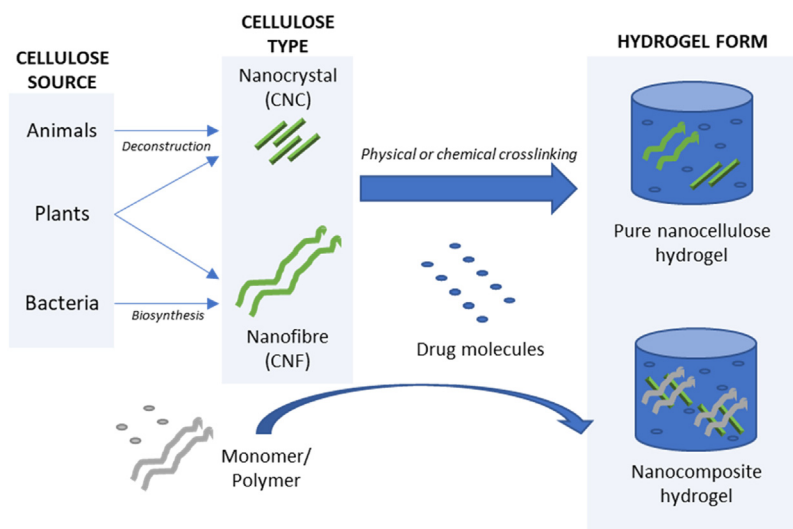 CELLULOSE
SOURCE
Animals
Plants
Bacteria
Deconstruction
Biosynthesis
CELLULOSE
TYPE
Nanocrystal
(CNC)
Nanofibre
(CNF)
Physical or chemical crosslinking
Drug molecules
Monomer/
Polymer
HYDROGEL FORM
Pure nanocellulose
hydrogel
Nanocomposite
hydrogel